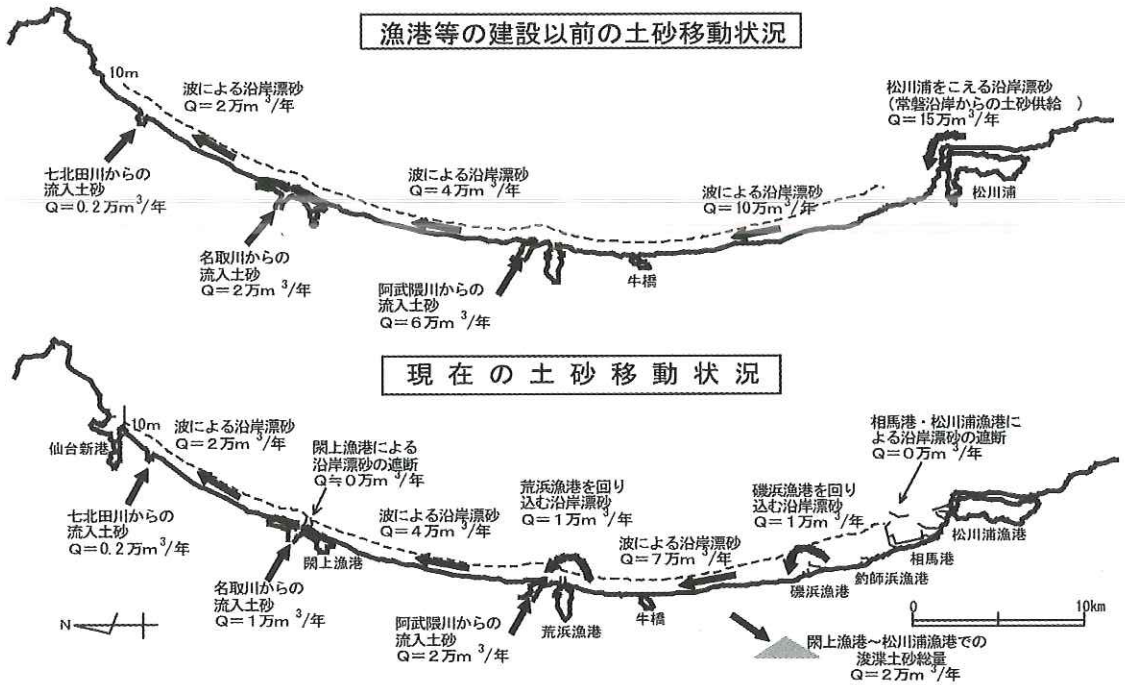 漁港等の建設以前の土砂移動状況
10m
波による沿岸漂砂
Q=2万m³/年
松川浦をこえる沿岸漂砂
(常磐沿岸からの土砂供給 )
Q=15万m³/年
七北田川からの
流入土砂
Q=0.2万m³/年
波による沿岸漂砂
Q=4万m³/年
波による沿岸漂砂
Q=10万m³/年
松川浦
名取川からの
流入土砂
Q=2万m³/年
阿武隈川からの
流入土砂
Q=6万m³/年
牛橋
現在の土砂移動状況
仙台新港
10m
波による沿岸漂砂
Q=2万m³/年
閖上漁港による
沿岸漂砂の遮断
Q≒0万m³/年
相馬港・松川浦漁港に
よる沿岸漂砂の遮断
Q=0万m³/年
荒浜漁港を回り
込む沿岸漂砂
Q=1万m³/年
磯浜漁港を回り
込む沿岸漂砂
Q=1万m³/年
七北田川からの
流入土砂
Q=0.2万m³/年
波による沿岸漂砂
Q=4万m³/年
波による沿岸漂砂
Q=7万m³/年
松川浦漁港
相馬港
釣師浜漁港
磯浜漁港
閖上漁港
名取川からの
流入土砂
Q=1万m³/年
阿武隈川からの
流入土砂
Q=2万m³/年
荒浜漁港
牛橋
N
0 10km
閖上漁港～松川浦漁港での
浚渫土砂総量
Q=2万m³/年